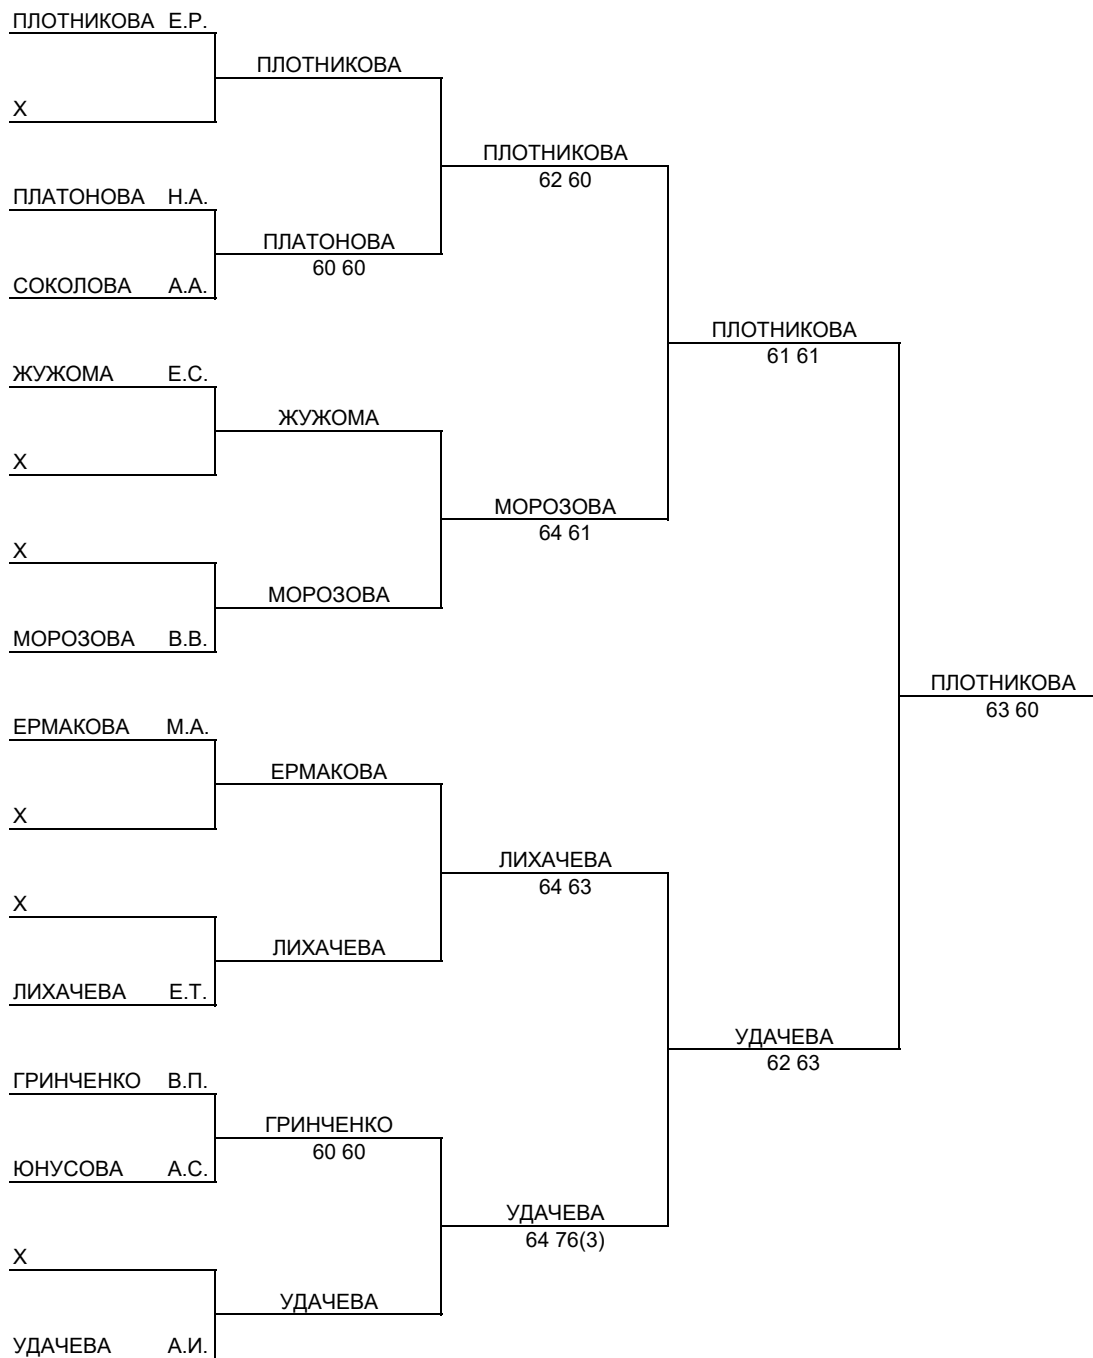 ПЛОТНИКОВА Е.Р.
ПЛОТНИКОВА
Х
ПЛОТНИКОВА
62 60
ПЛАТОНОВА Н.А.
ПЛАТОНОВА
60 60
СОКОЛОВА А.А.
ПЛОТНИКОВА
61 61
ЖУЖОМА Е.С.
ЖУЖОМА
Х
МОРОЗОВА
64 61
Х
МОРОЗОВА
МОРОЗОВА В.В.
ПЛОТНИКОВА
63 60
ЕРМАКОВА М.А.
ЕРМАКОВА
Х
ЛИХАЧЕВА
64 63
Х
ЛИХАЧЕВА
ЛИХАЧЕВА Е.Т.
УДАЧЕВА
62 63
ГРИНЧЕНКО В.П.
ГРИНЧЕНКО
60 60
ЮНУСОВА А.С.
УДАЧЕВА
64 76(3)
Х
УДАЧЕВА
УДАЧЕВА А.И.